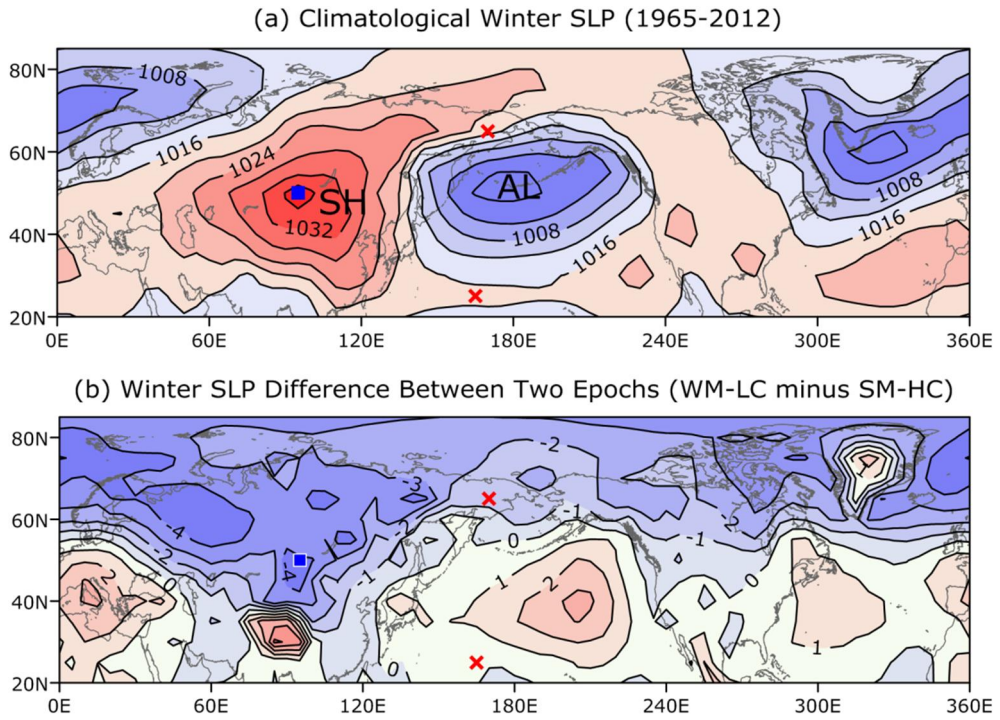 (a) Climatological Winter SLP (1965-2012)
80N
60N
40N
20N
1008
1016
1024
1032
SH
AL
1008
1016
1008
1016
0E
60E
120E
180E
240E
300E
360E
(b) Winter SLP Difference Between Two Epochs (WM-LC minus SM-HC)
80N
60N
40N
20N
-2
-3
-4
-2
-1
-2
-2
0
-1
-4
1
0
2
0
1
2
1
1
0
0E
60E
120E
180E
240E
300E
360E